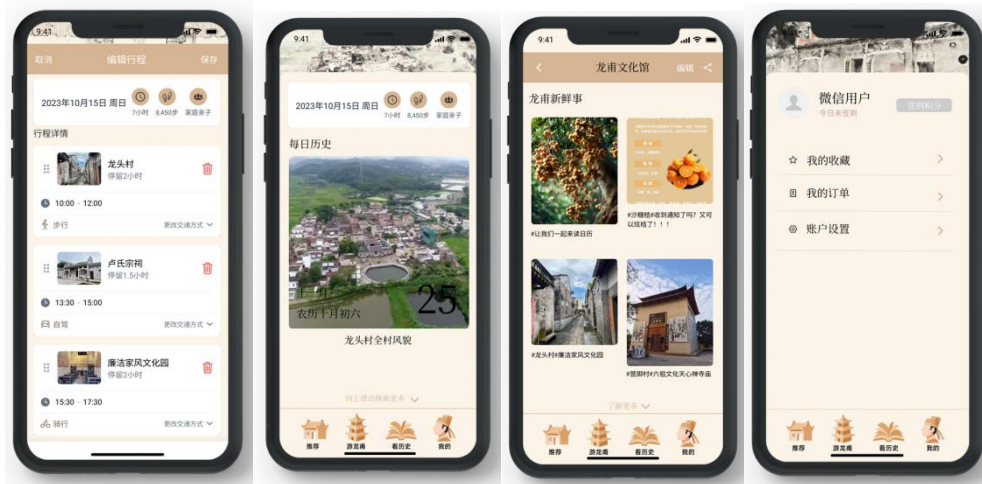 9:41
取消
编辑行程
保存
2023年10月15日 周日
7小时
8,450步
家庭亲子
行程详情
龙头村
停留2小时
10:00 - 12:00
步行
更改交通方式
卢氏宗祠
停留1.5小时
13:30 - 15:00
自驾
更改交通方式
廉洁家风文化园
停留2小时
15:30 - 17:30
骑行
更改交通方式
9:41
2023年10月15日 周日
7小时
8,450步
家庭亲子
每日历史
25
农历十月初六
龙头村全村风貌
向上滑动探索更多
推荐
游龙甫
看历史
我的
9:41
龙甫文化馆
编辑
龙甫新鲜事
#让我们一起来读日历
#沙糖桔#收到通知了吗？又可
以炫桔了！！！
#龙头村#廉洁家风文化园
#营脚村#六祖文化天心禅寺庙
了解更多
推荐
游龙甫
看历史
我的
9:41
微信用户
今日未签到
签到积分
我的收藏
我的订单
账户设置
推荐
游龙甫
看历史
我的